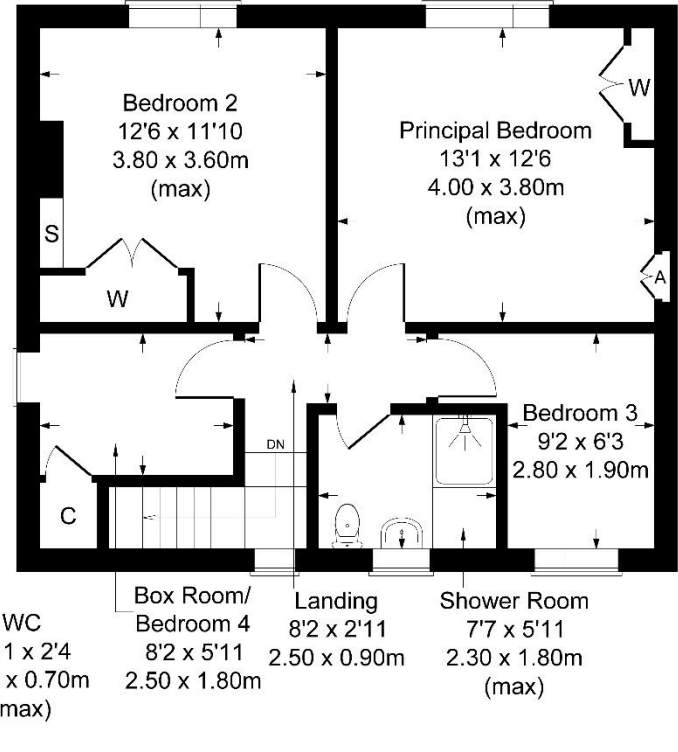 Bedroom 2
12'6 x 11'10
3.80 x 3.60m
(max)
Principal Bedroom
13'1 x 12'6
4.00 x 3.80m
(max)
W
S
W
A
Bedroom 3
9'2 x 6'3
2.80 x 1.90m
DN
C
WC
1 x 2'4
x 0.70m
max)
Box Room/
Bedroom 4
8'2 x 5'11
2.50 x 1.80m
Landing
8'2 x 2'11
2.50 x 0.90m
Shower Room
7'7 x 5'11
2.30 x 1.80m
(max)